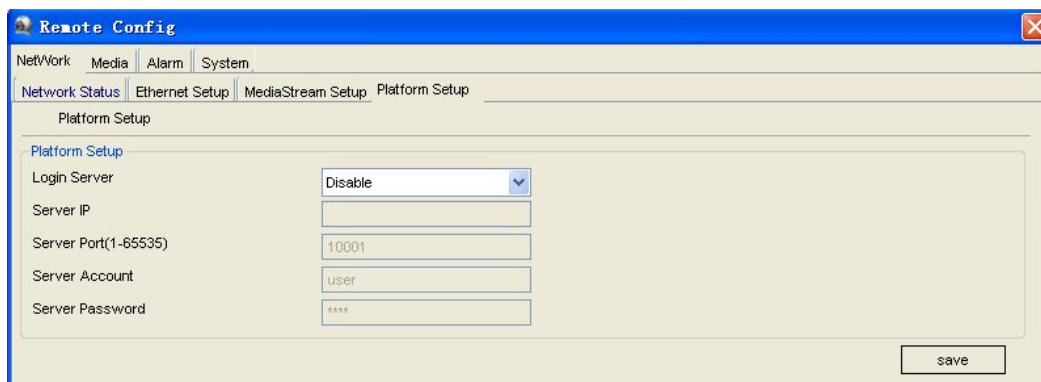 Remote Config
NetWork Media Alarm System
Network Status Ethernet Setup MediaStream Setup Platform Setup
Platform Setup
Platform Setup
Login Server Disable
Server IP
Server Port(1-65535) 10001
Server Account user
Server Password ****
save